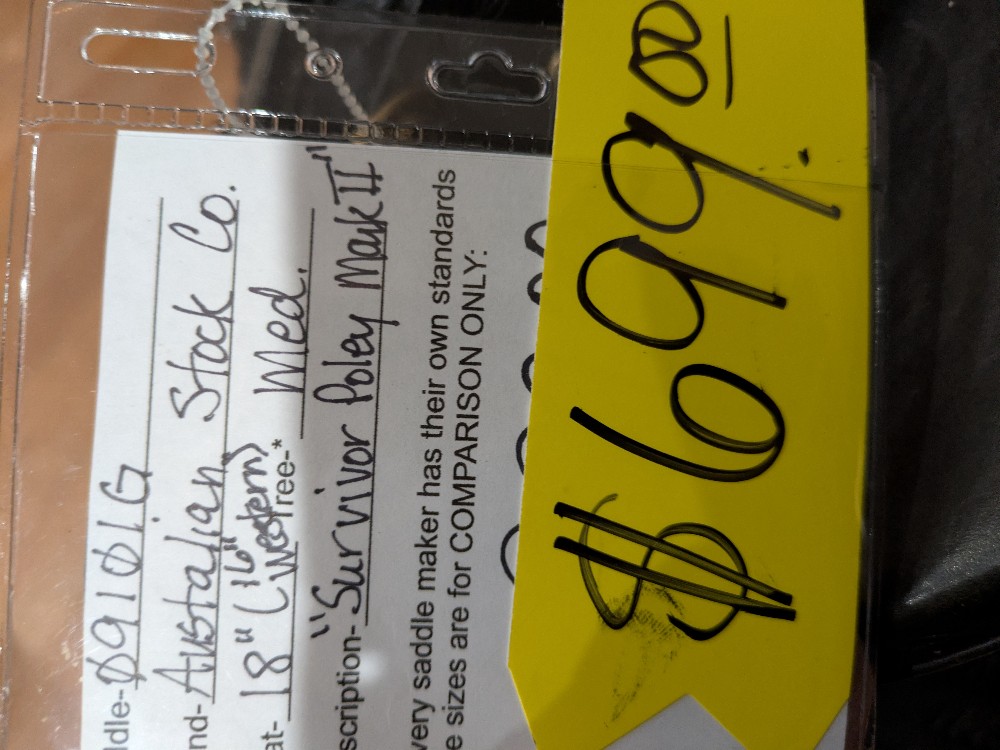 ddle-Ø91Ø1G
nd-Australian Stock Co.
at-18" (16" Western) Tree-* Med.
scription-"Survivor Poley Mark II"
very saddle maker has their own standards
e sizes are for COMPARISON ONLY:
$699.00